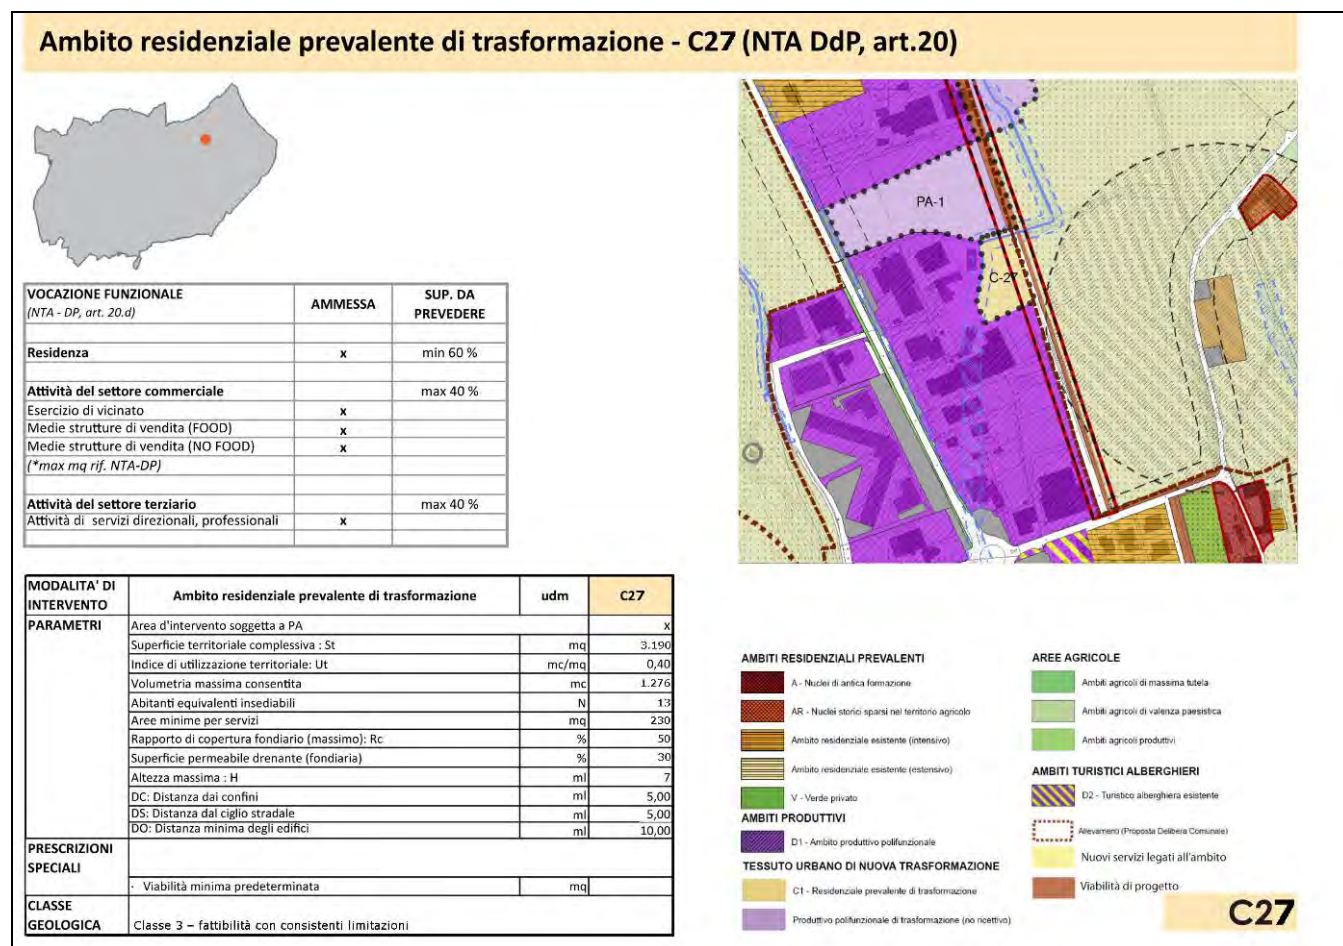 Ambito residenziale prevalente di trasformazione - C27 (NTA DdP, art.20)
VOCAZIONE FUNZIONALE
(NTA - DP, art. 20.d)
AMMESSA
SUP. DA
PREVEDERE
Residenza x min 60 %
Attività del settore commerciale max 40 %
Esercizio di vicinato x
Medie strutture di vendita (FOOD) x
Medie strutture di vendita (NO FOOD) x
(*max mq rif. NTA-DP)
Attività del settore terziario max 40 %
Attività di servizi direzionali, professionali x
PA-1
C-27
MODALITA' DI
INTERVENTO
Ambito residenziale prevalente di trasformazione udm C27
PARAMETRI
Area d'intervento soggetta a PA x
Superficie territoriale complessiva : St mq 3.190
Indice di utilizzazione territoriale: Ut mc/mq 0,40
Volumetria massima consentita mc 1.276
Abitanti equivalenti insediabili N 13
Aree minime per servizi mq 230
Rapporto di copertura fondiario (massimo): Rc % 50
Superficie permeabile drenante (fondiaria) % 30
Altezza massima : H ml 7
DC: Distanza dai confini ml 5,00
DS: Distanza dal ciglio stradale ml 5,00
DO: Distanza minima degli edifici ml 10,00
PRESCRIZIONI
SPECIALI
· Viabilità minima predeterminata mq
CLASSE
GEOLOGICA
Classe 3 – fattibilità con consistenti limitazioni
AMBITI RESIDENZIALI PREVALENTI
A - Nuclei di antica formazione
AR - Nuclei storici sparsi nel territorio agricolo
Ambito residenziale esistente (intensivo)
Ambito residenziale esistente (estensivo)
V - Verde privato
AMBITI PRODUTTIVI
D1 - Ambito produttivo polifunzionale
TESSUTO URBANO DI NUOVA TRASFORMAZIONE
C1 - Residenziale prevalente di trasformazione
Produttivo polifunzionale di trasformazione (no ricettivo)
AREE AGRICOLE
Ambiti agricoli di massima tutela
Ambiti agricoli di valenza paesistica
Ambiti agricoli produttivi
AMBITI TURISTICI ALBERGHIERI
D2 - Turistico alberghiera esistente
Allevamenti (Proposta Delibera Comunale)
Nuovi servizi legati all'ambito
Viabilità di progetto
C27